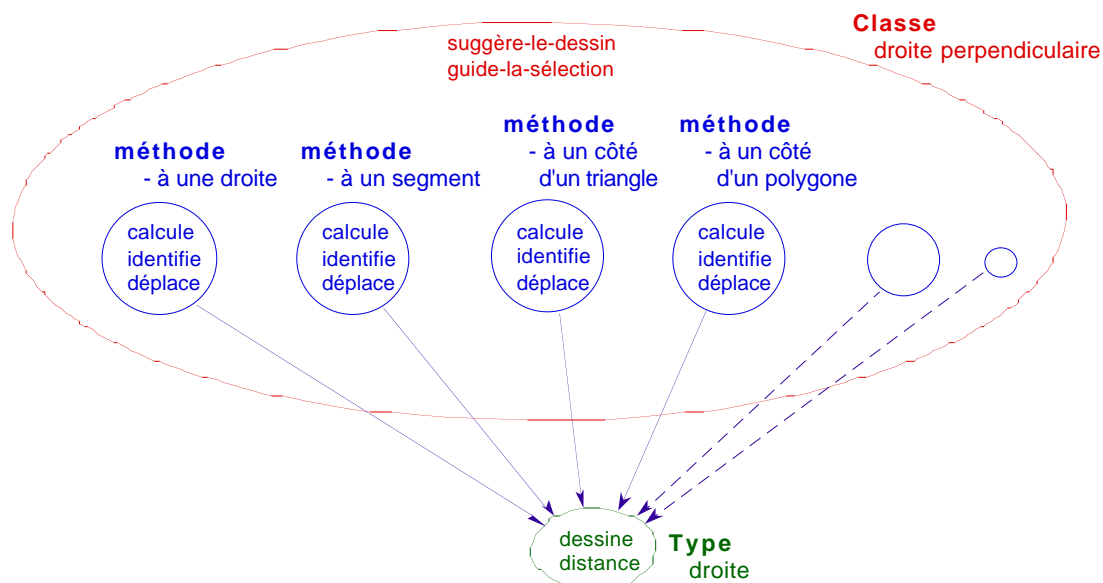 Classe
droite perpendiculaire
suggère-le-dessin
guide-la-sélection
méthode
- à une droite
méthode
- à un segment
méthode
- à un côté
d'un triangle
méthode
- à un côté
d'un polygone
calcule
identifie
déplace
calcule
identifie
déplace
calcule
identifie
déplace
calcule
identifie
déplace
dessine
distance
Type
droite